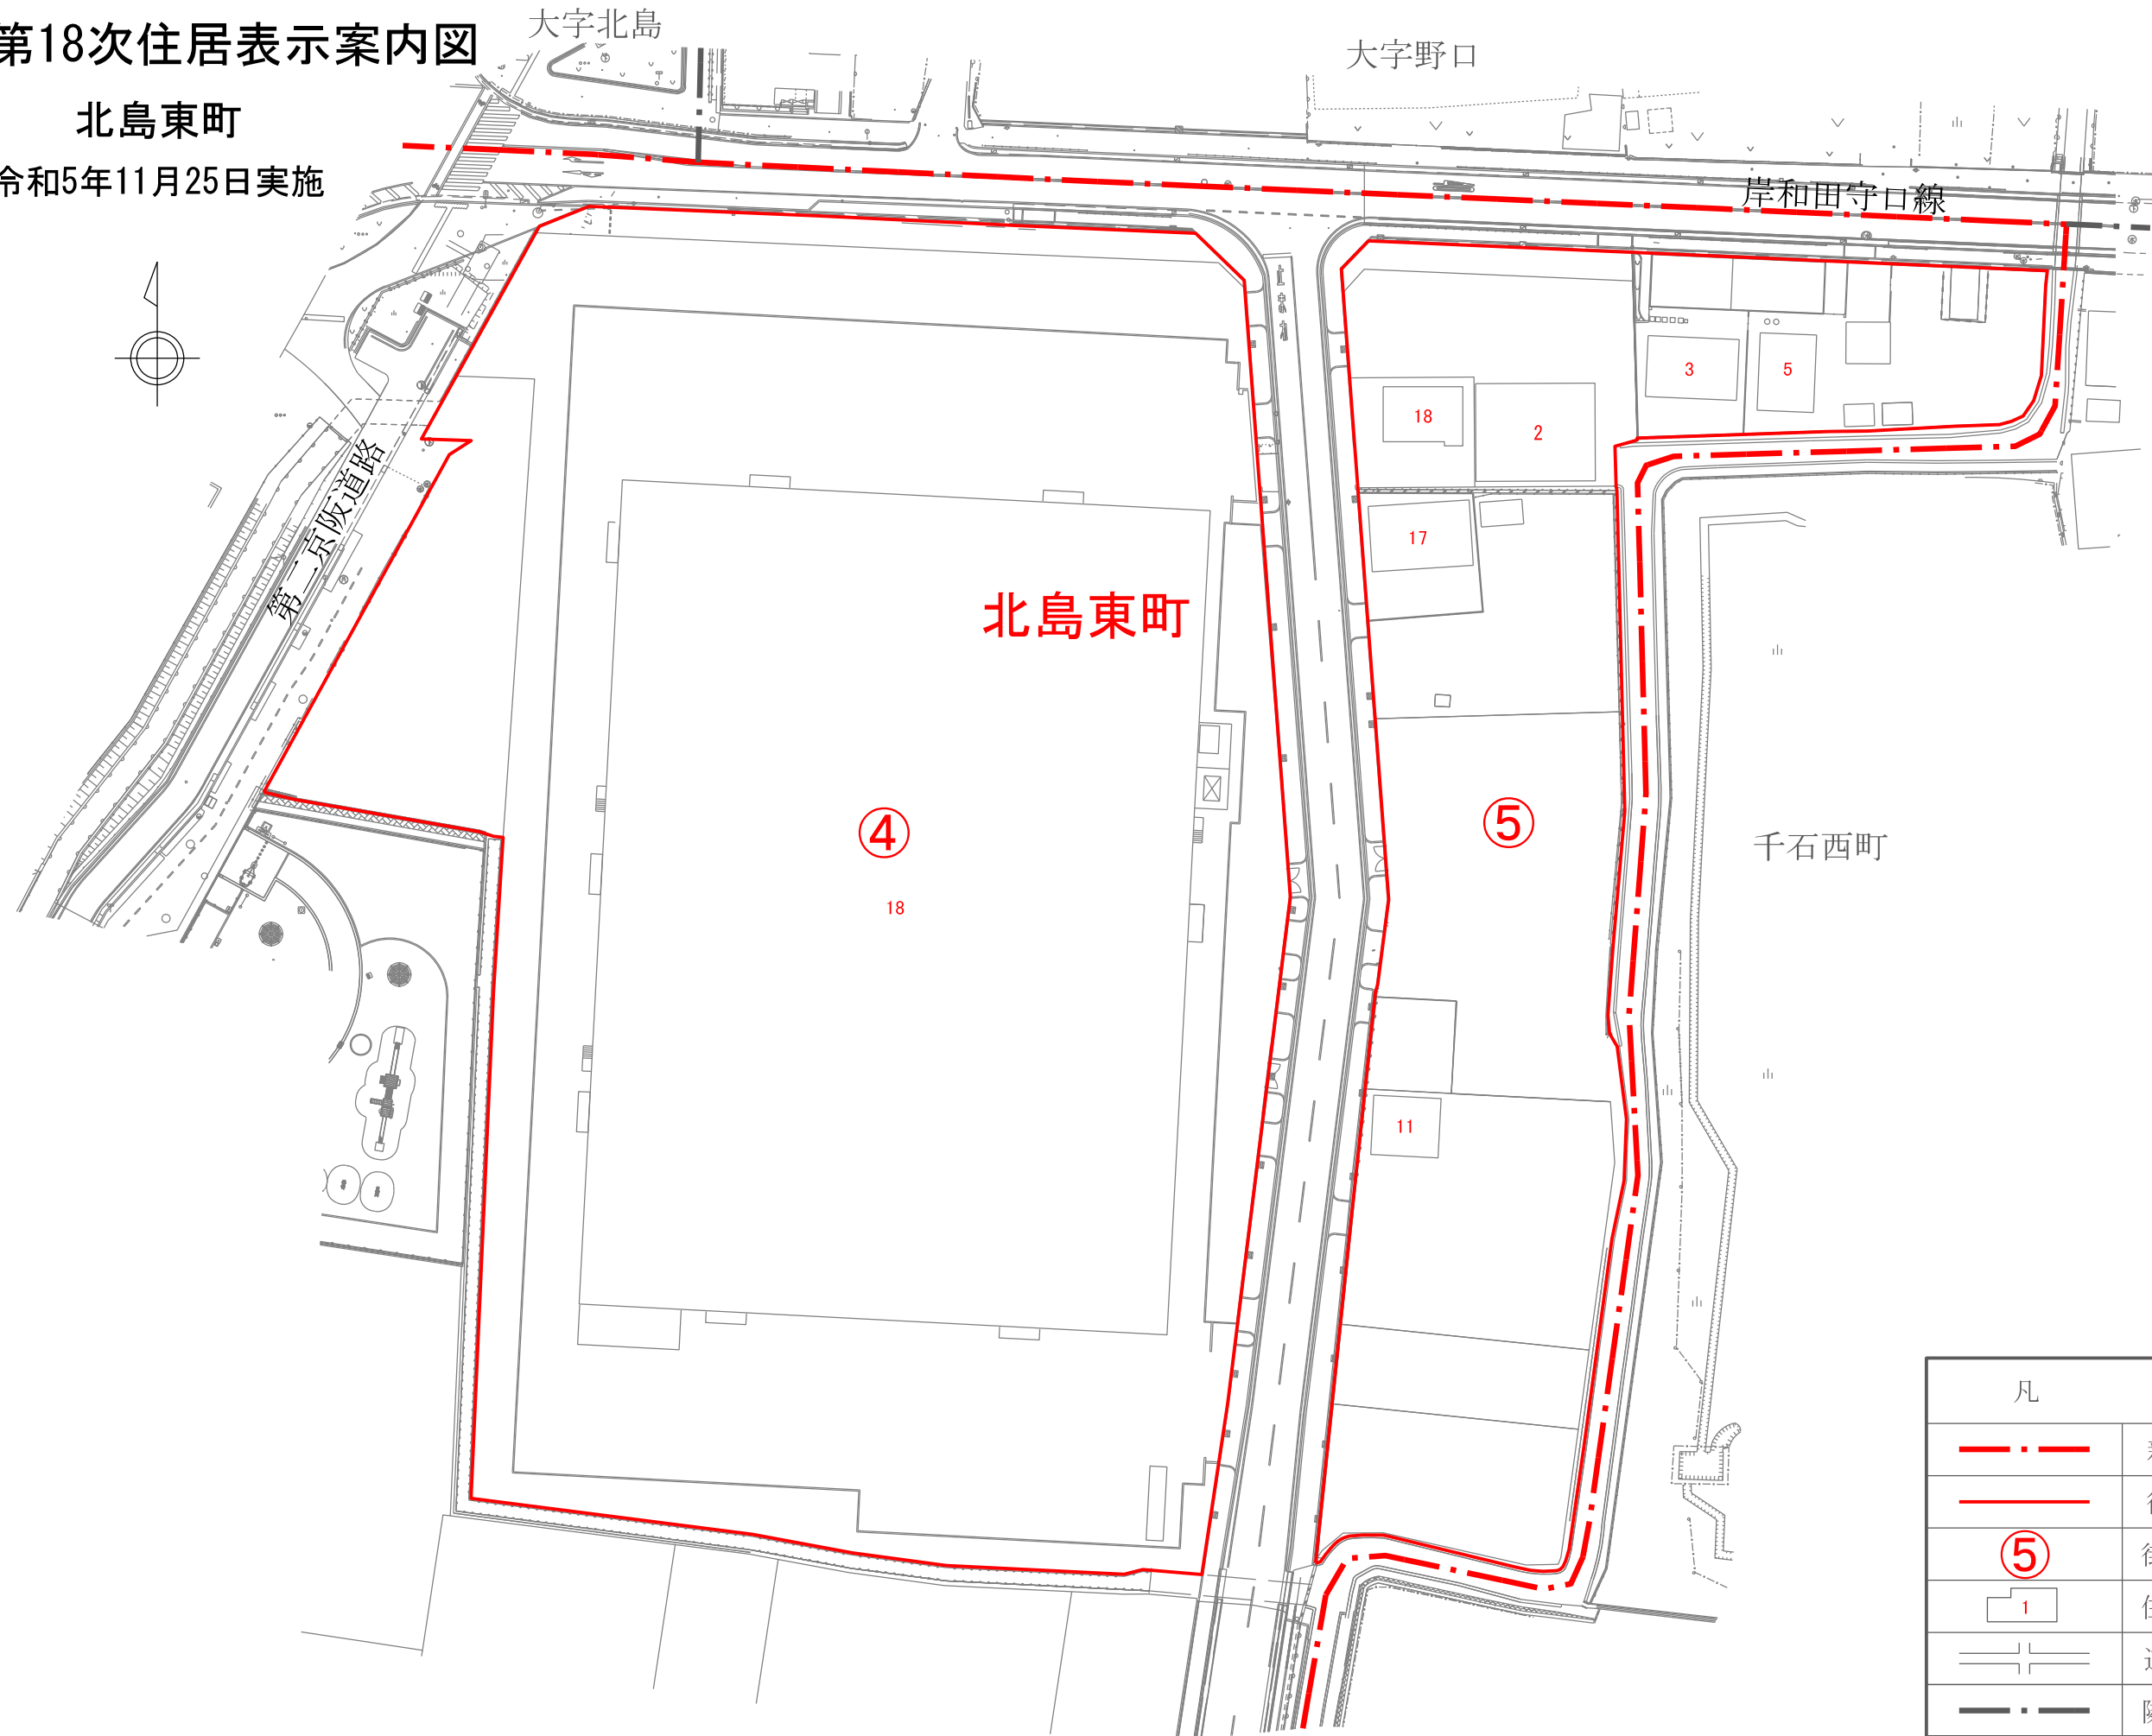 第18次住居表示案内図
北島東町
令和5年11月25日実施
大字北島
大字野口
岸和田守口線
第二京阪道路
3
5
18
2
17
北島東町
④
18
⑤
千石西町
11
凡
⑤
1